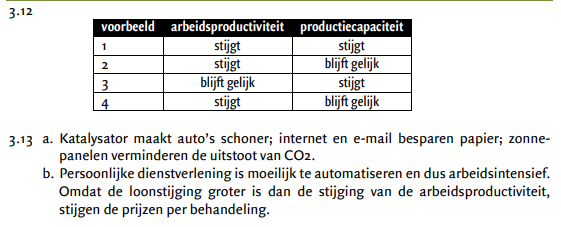 3.12
voorbeeld arbeidsproductiviteit productiecapaciteit
1 stijgt stijgt
2 stijgt blijft gelijk
3 blijft gelijk stijgt
4 stijgt blijft gelijk
3.13 a. Katalysator maakt auto's schoner; internet en e-mail besparen papier; zonne-
panelen verminderen de uitstoot van CO2.
b. Persoonlijke dienstverlening is moeilijk te automatiseren en dus arbeidsintensief.
Omdat de loonstijging groter is dan de stijging van de arbeidsproductiviteit,
stijgen de prijzen per behandeling.